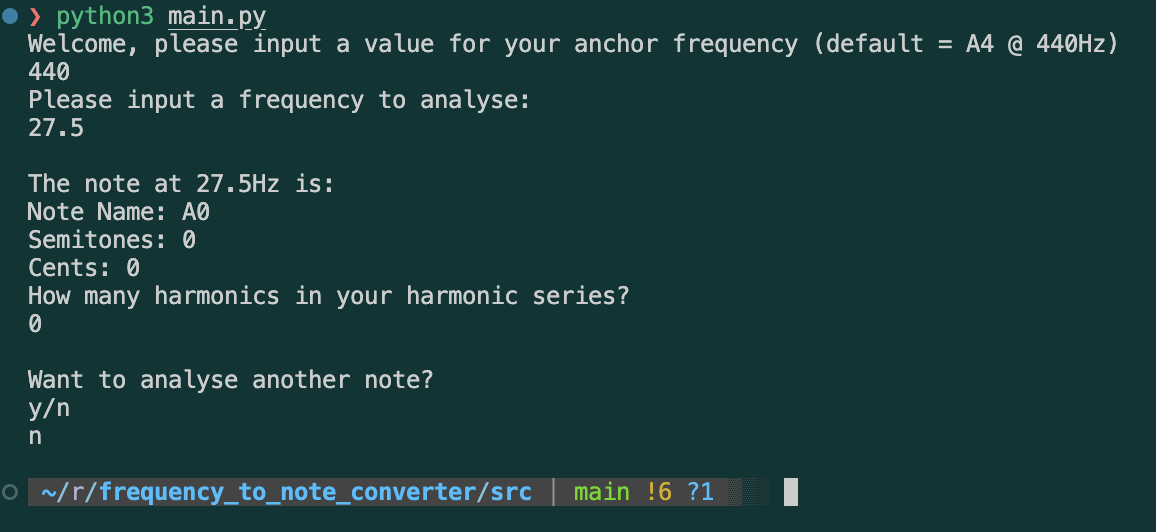 ❯ python3 main.py
Welcome, please input a value for your anchor frequency (default = A4 @ 440Hz)
440
Please input a frequency to analyse:
27.5
The note at 27.5Hz is:
Note Name: A0
Semitones: 0
Cents: 0
How many harmonics in your harmonic series?
0
Want to analyse another note?
y/n
n
~/r/frequency_to_note_converter/src | main !6 ?1